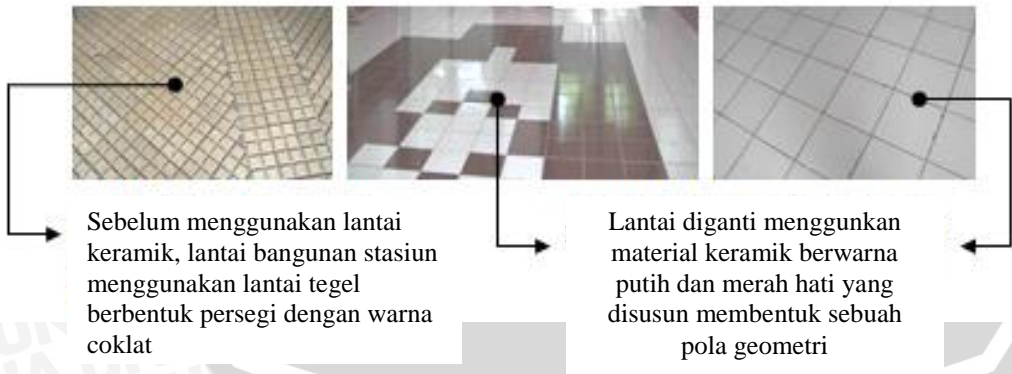 Sebelum menggunakan lantai
keramik, lantai bangunan stasiun
menggunakan lantai tegel
berbentuk persegi dengan warna
coklat
Lantai diganti menggunkan
material keramik berwarna
putih dan merah hati yang
disusun membentuk sebuah
pola geometri